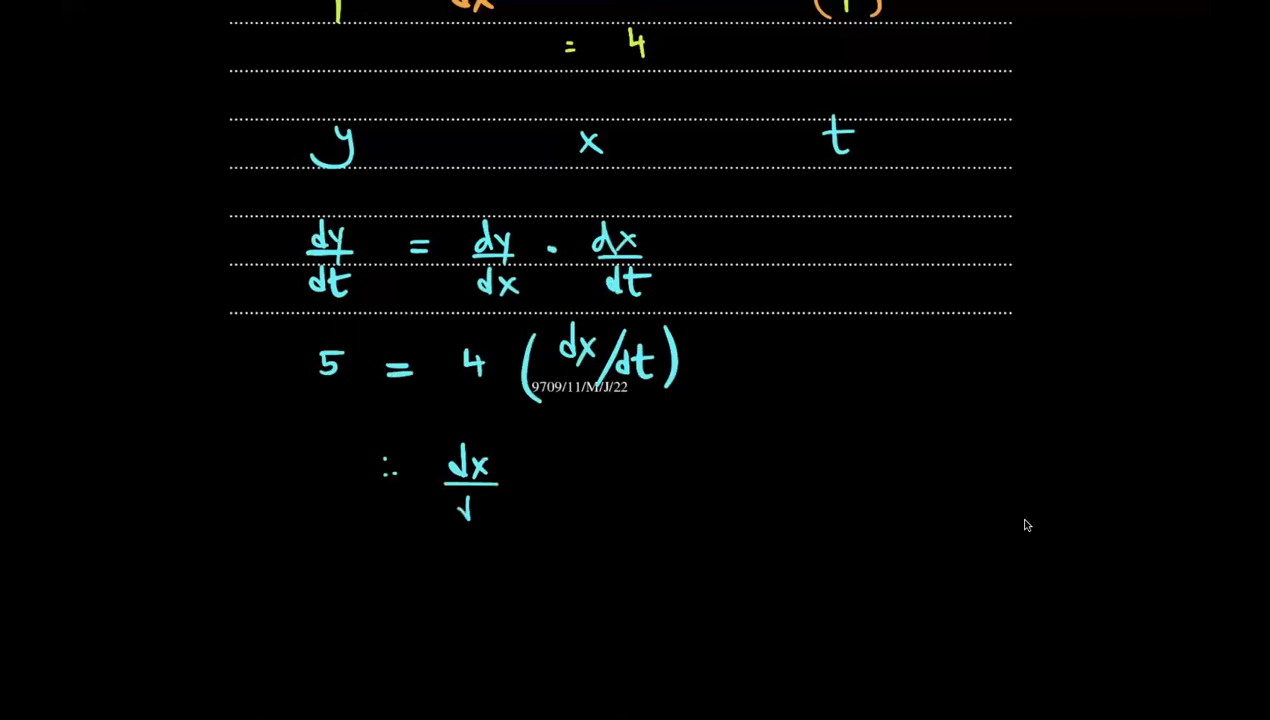 = 4
y x t
dy/dt = dy/dx · dx/dt
5 = 4 (dx/dt)
9709/11/M/J/22
∴ dx